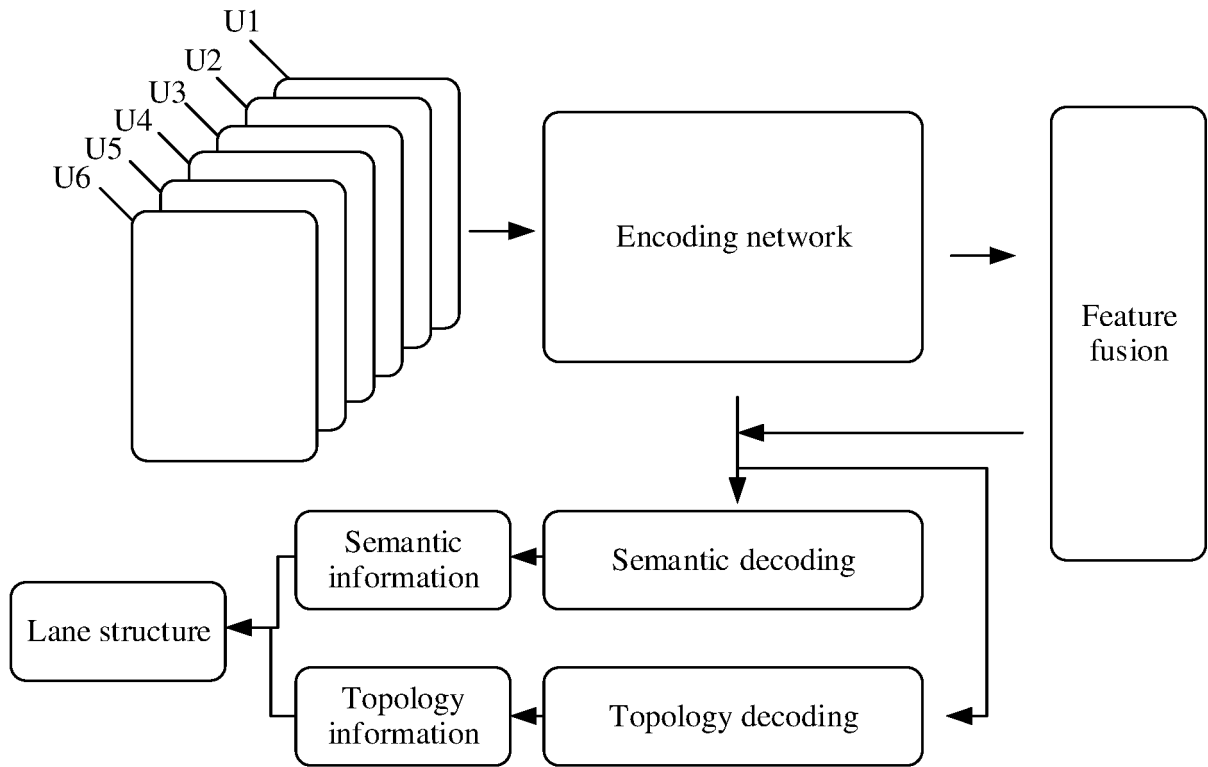 U1
U2
U3
U4
U5
U6
Encoding network
Feature
fusion
Semantic
information
Semantic decoding
Lane structure
Topology
information
Topology decoding